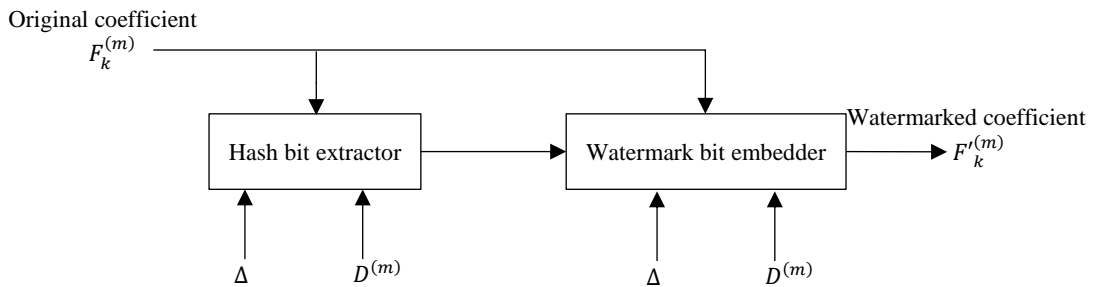 Original coefficient
F_k^{(m)}
Watermarked coefficient
Hash bit extractor
Watermark bit embedder
F'_k^{(m)}
Δ
D^{(m)}
Δ
D^{(m)}